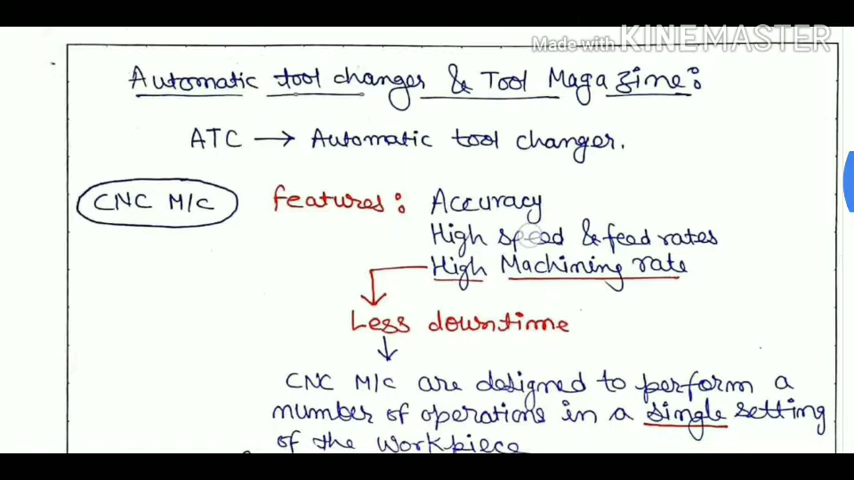 Made with KINEMASTER
Automatic tool changers & Tool Magazine:
ATC → Automatic tool changer.
CNC M/C features: Accuracy
High speed & feed rates
High Machining rate
Less downtime
CNC M/C are designed to perform a
number of operations in a single setting
of the workpiece